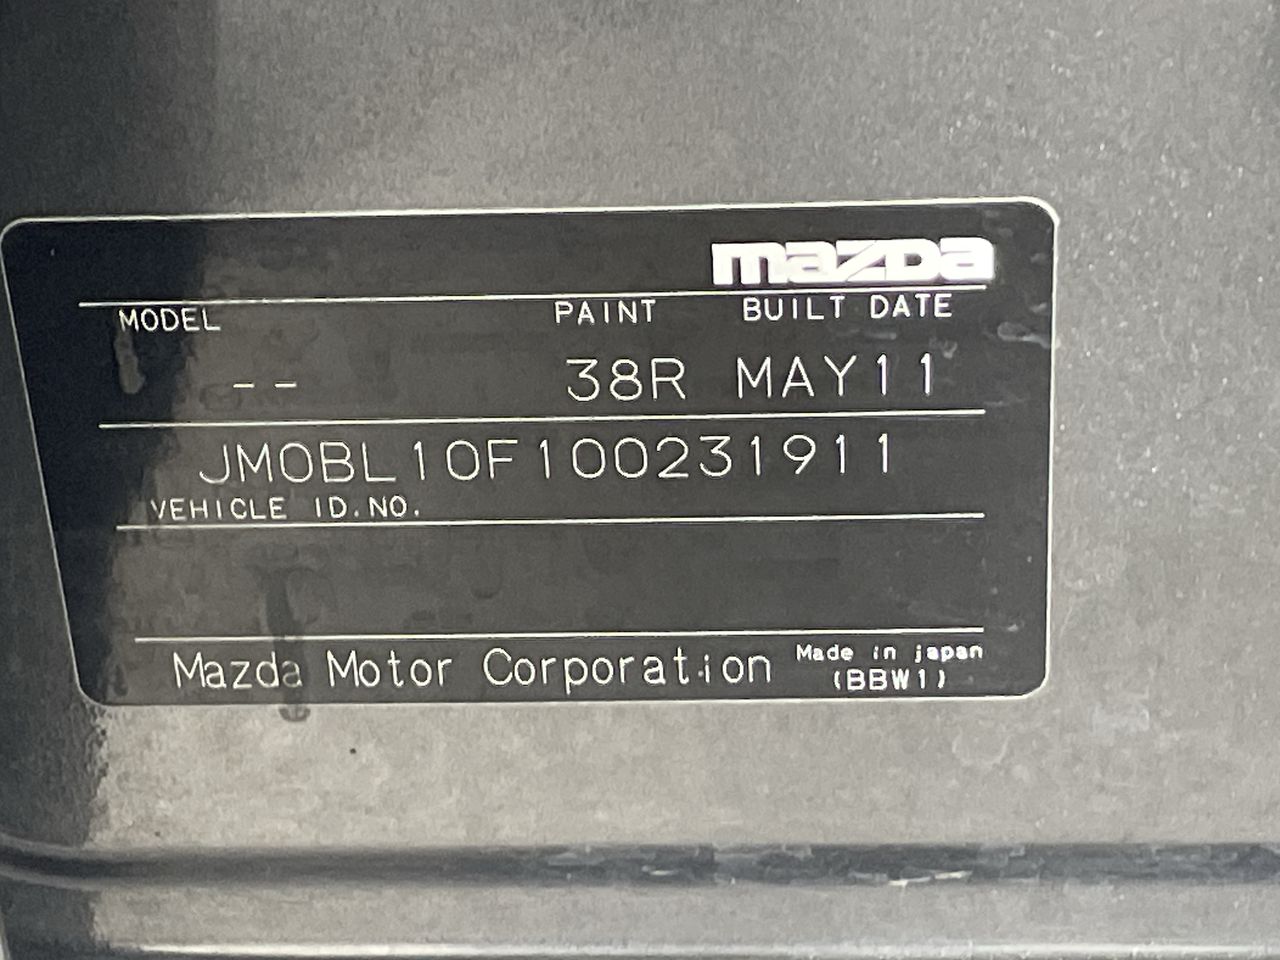 mazda
MODEL PAINT BUILT DATE
-- 38R MAY11
JM0BL10F100231911
VEHICLE ID.NO.
Mazda Motor Corporation Made in japan
(BBW1)